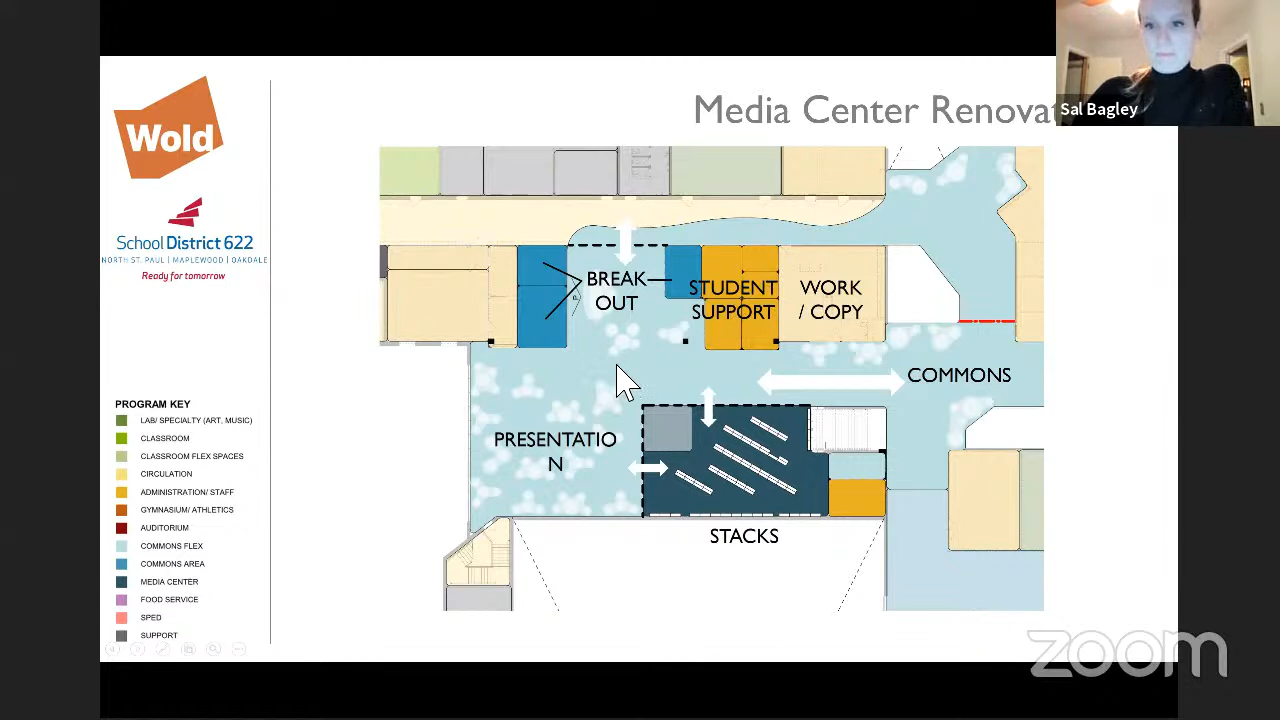 Media Center Renovat
Sal Bagley
Wold
School District 622
NORTH ST. PAUL | MAPLEWOOD | OAKDALE
Ready for tomorrow
BREAK
OUT
STUDENT
SUPPORT
WORK
/ COPY
COMMONS
PRESENTATIO
N
STACKS
PROGRAM KEY
LAB/ SPECIALTY (ART, MUSIC)
CLASSROOM
CLASSROOM FLEX SPACES
CIRCULATION
ADMINISTRATION/ STAFF
GYMNASIUM/ ATHLETICS
AUDITORIUM
COMMONS FLEX
COMMONS AREA
MEDIA CENTER
FOOD SERVICE
SPED
SUPPORT
zoom